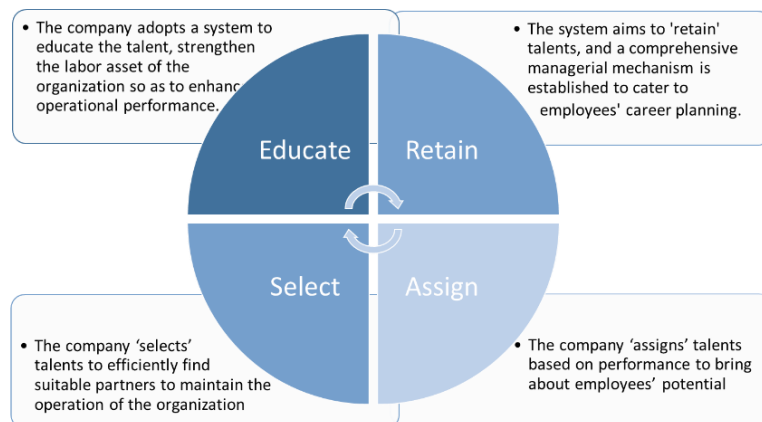 • The company adopts a system to
educate the talent, strengthen
the labor asset of the
organization so as to enhanc
operational performance.
• The system aims to 'retain'
talents, and a comprehensive
managerial mechanism is
established to cater to
employees' career planning.
Educate
Retain
Select
Assign
• The company ‘selects’
talents to efficiently find
suitable partners to maintain the
operation of the organization
• The company ‘assigns’ talents
based on performance to bring
about employees’ potential